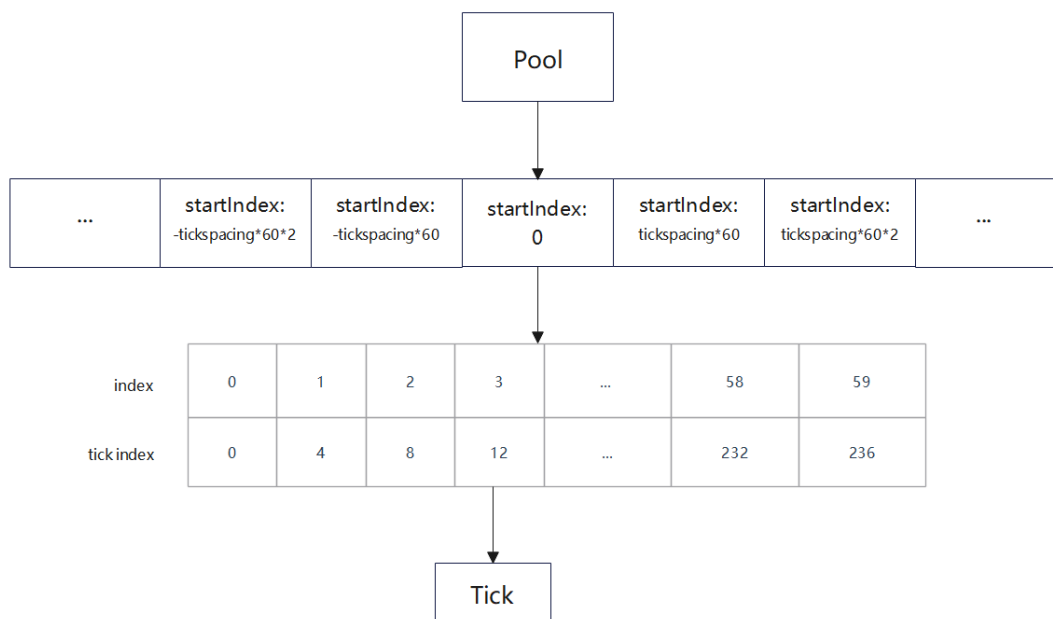 Pool
...
startIndex:
-tickspacing*60*2
startIndex:
-tickspacing*60
startIndex:
0
startIndex:
tickspacing*60
startIndex:
tickspacing*60*2
...
index 0 1 2 3 ... 58 59
tick index 0 4 8 12 ... 232 236
Tick